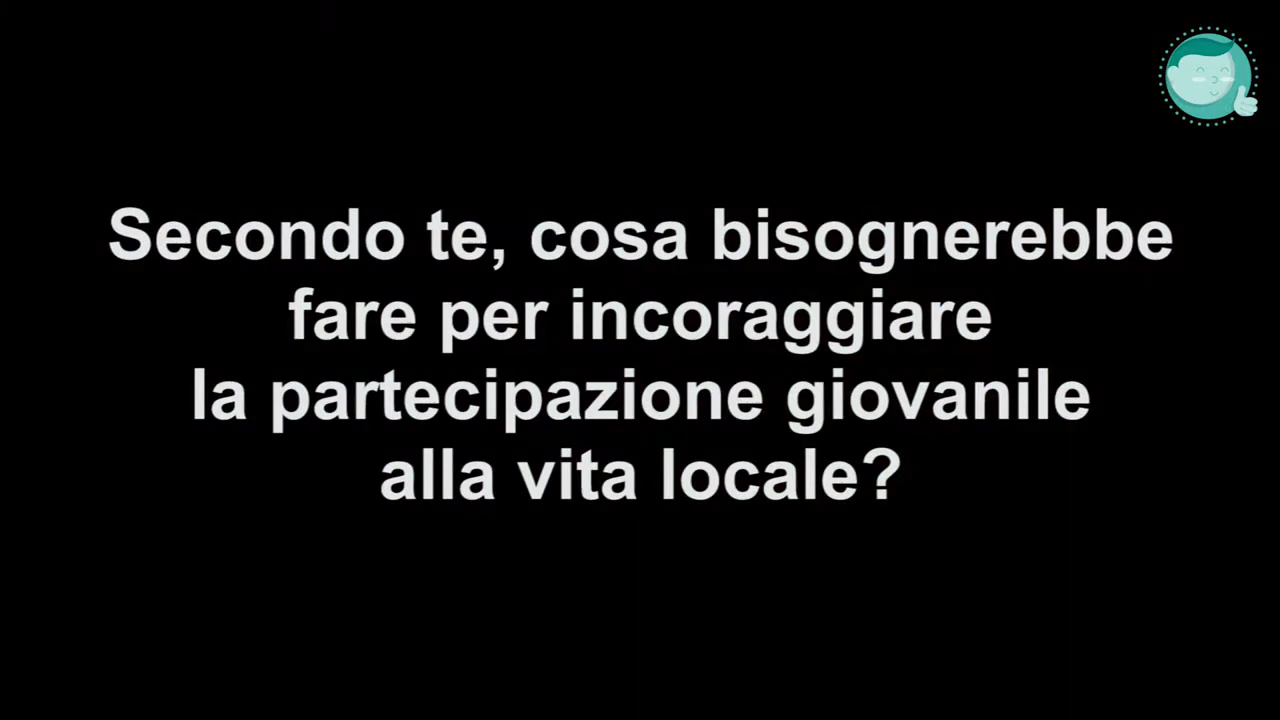 Secondo te, cosa bisognerebbe
fare per incoraggiare
la partecipazione giovanile
alla vita locale?